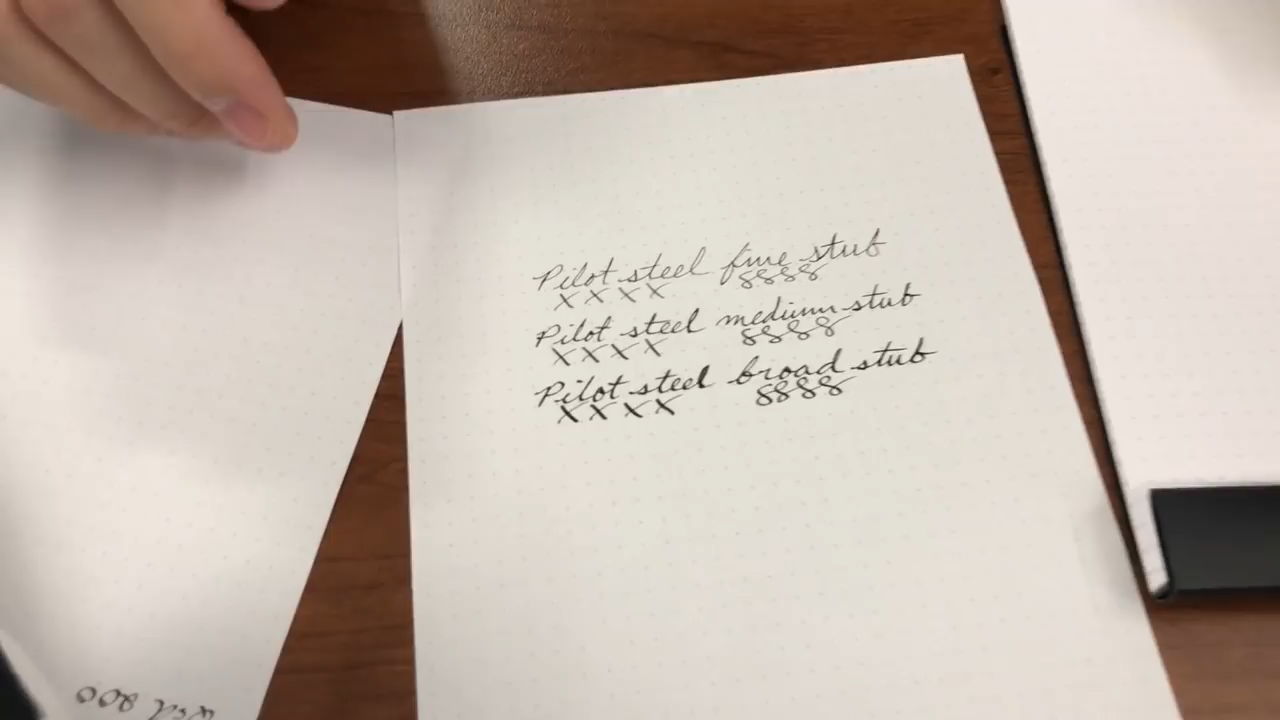 Pilot steel fine stub
XXXX 8888
Pilot steel medium stub
XXXX 8888
Pilot steel broad stub
XXXX 8888